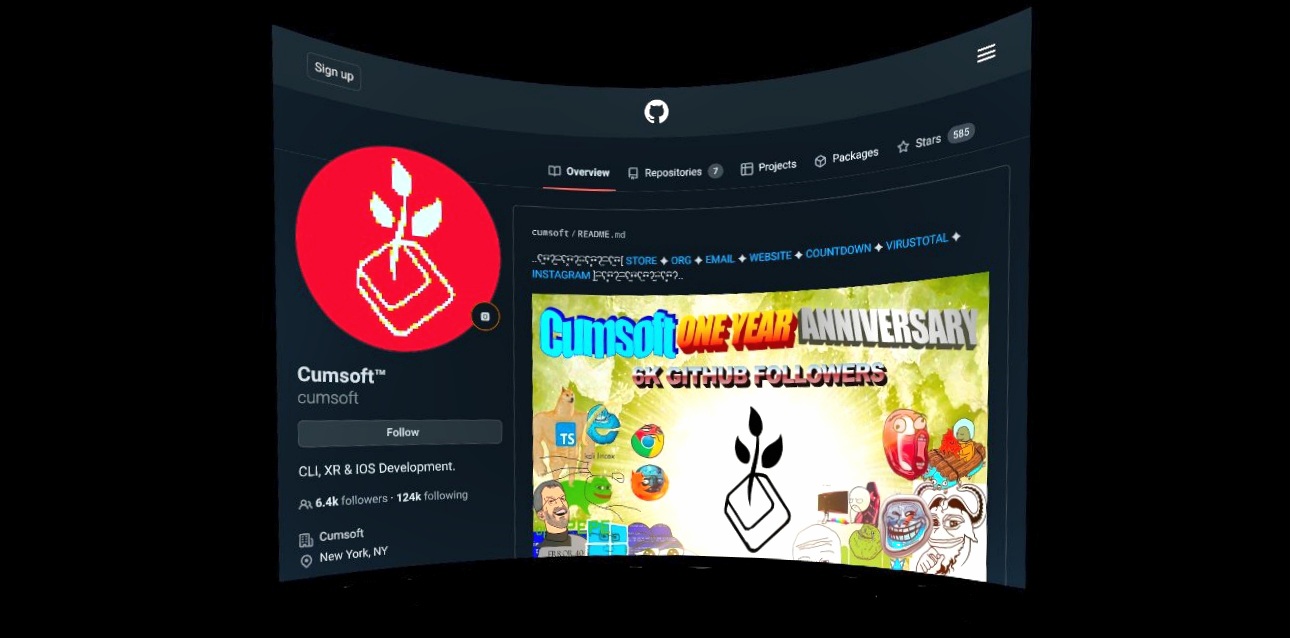 Sign up
Overview
Repositories 7
Projects
Packages
Stars 585
cumsoft / README.md
STORE ✦ ORG ✦ EMAIL ✦ WEBSITE ✦ COUNTDOWN ✦ VIRUSTOTAL ✦
INSTAGRAM
Cumsoft ONE YEAR ANNIVERSARY
6K GITHUB FOLLOWERS
TS
Cumsoft™
cumsoft
Follow
CLI, XR & IOS Development.
6.4k followers · 124k following
Cumsoft
New York, NY